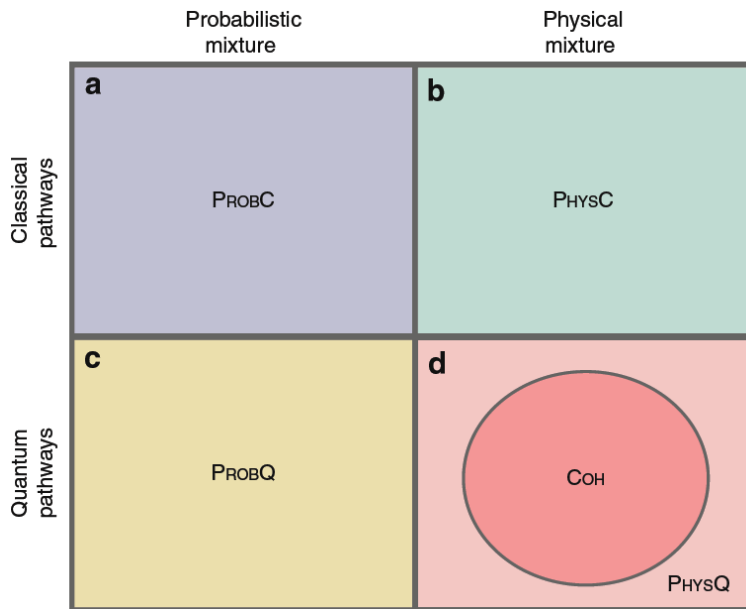 Probabilistic mixture
Physical mixture
Classical pathways
a
b
PROBC
PHYSC
Quantum pathways
c
d
PROBQ
COH
PHYSQ